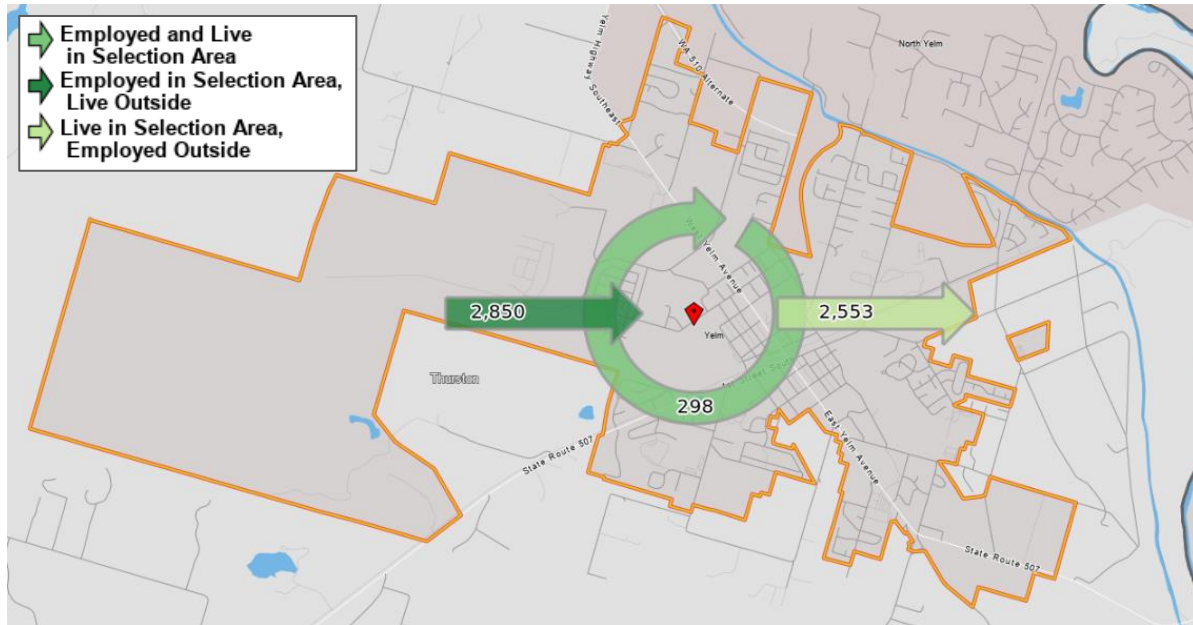 Employed and Live
in Selection Area
Employed in Selection Area,
Live Outside
Live in Selection Area,
Employed Outside
North Yelm
WA 510 Alternate
Yelm Highway Southeast
West Yelm Avenue
2,850
2,553
Yelm
Thurston
298
State Route 507
East Yelm Avenue
State Route 507